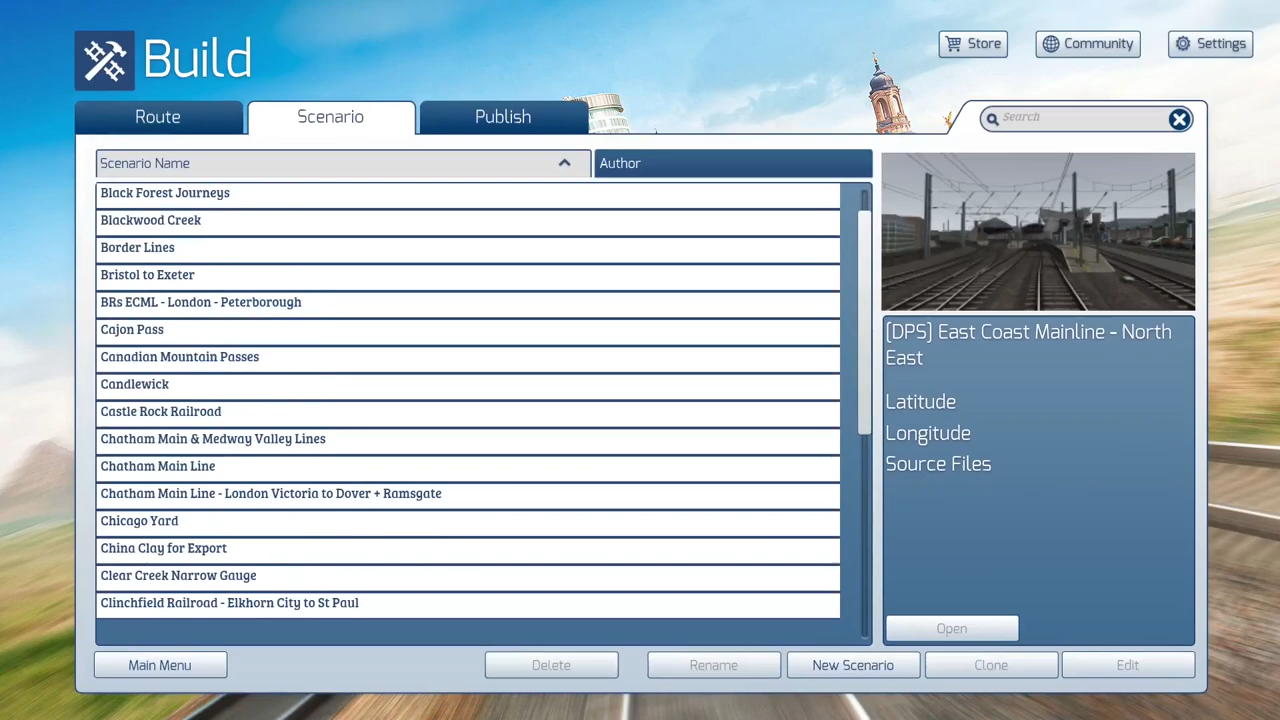 Build
Store
Community
Settings
Route
Scenario
Publish
Search
Scenario Name
Author
Black Forest Journeys
Blackwood Creek
Border Lines
Bristol to Exeter
BRs ECML - London - Peterborough
Cajon Pass
Canadian Mountain Passes
Candlewick
Castle Rock Railroad
Chatham Main & Medway Valley Lines
Chatham Main Line
Chatham Main Line - London Victoria to Dover + Ramsgate
Chicago Yard
China Clay for Export
Clear Creek Narrow Gauge
Clinchfield Railroad - Elkhorn City to St Paul
[DPS] East Coast Mainline - North
East
Latitude
Longitude
Source Files
Open
Main Menu
Delete
Rename
New Scenario
Clone
Edit